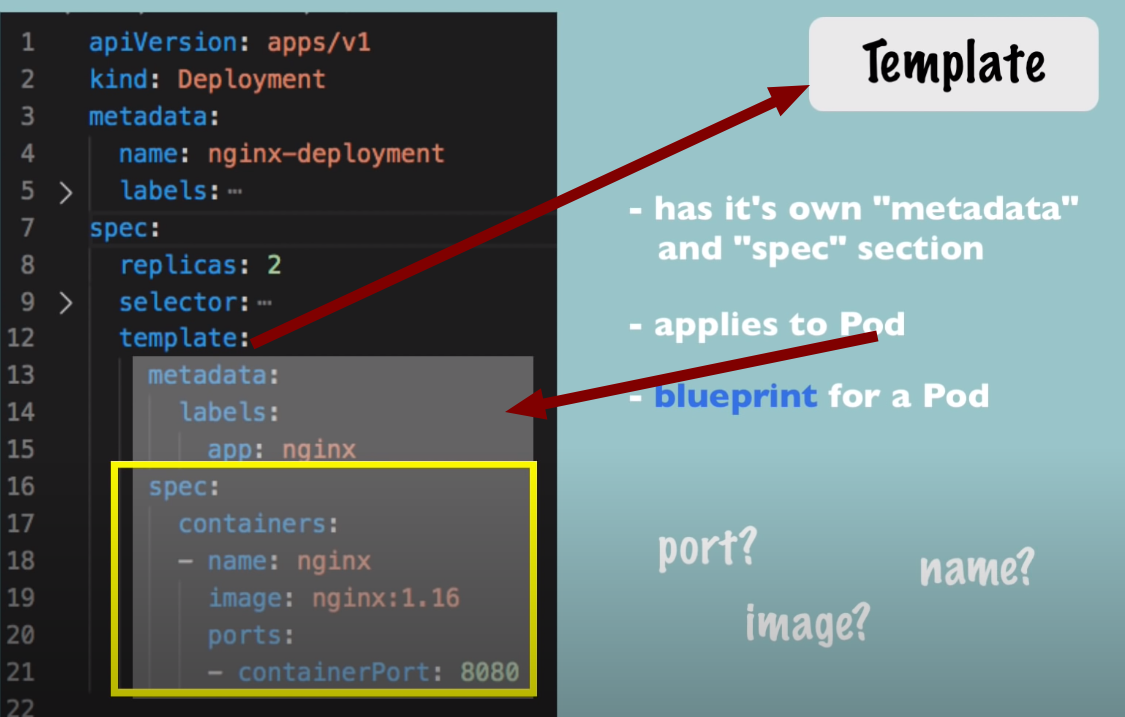 1 apiVersion: apps/v1
2 kind: Deployment
3 metadata:
4 name: nginx-deployment
5 > labels:…
7 spec:
8 replicas: 2
9 > selector:…
12 template:
13 metadata:
14 labels:
15 app: nginx
16 spec:
17 containers:
18 - name: nginx
19 image: nginx:1.16
20 ports:
21 - containerPort: 8080
22
Template
- has it's own "metadata"
and "spec" section
- applies to Pod
- blueprint for a Pod
port?
name?
image?